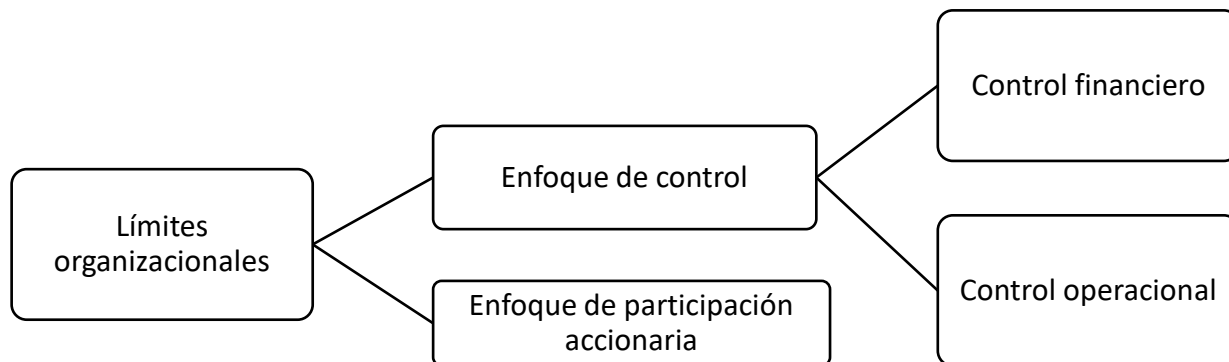 Límites
organizacionales
Enfoque de control
Enfoque de participación
accionaria
Control financiero
Control operacional